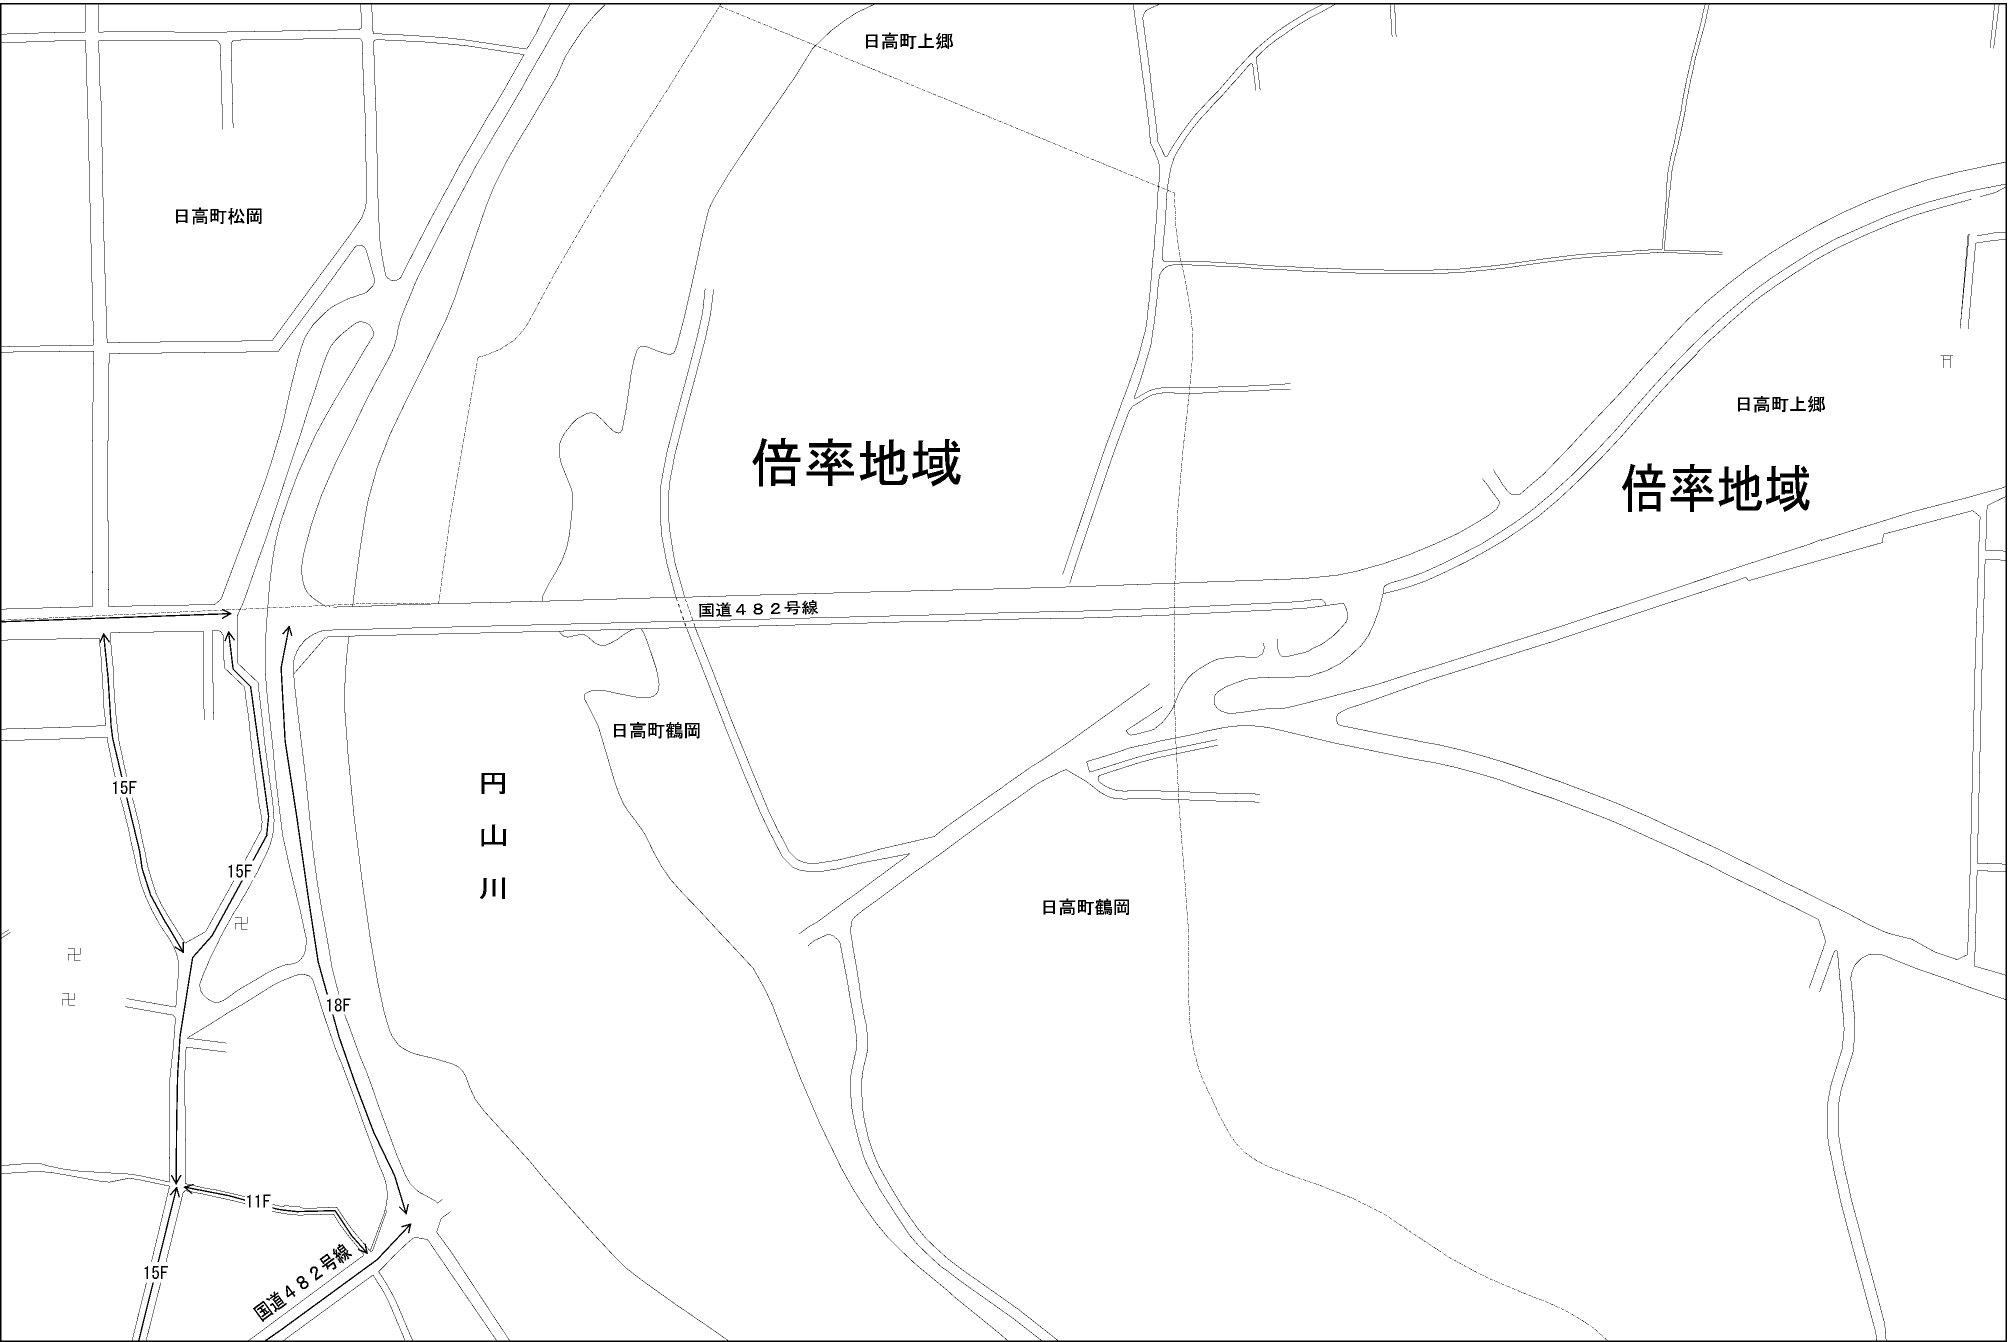 日高町上郷
日高町松岡
日高町上郷
倍率地域
倍率地域
国道４８２号線
日高町鶴岡
円
山
川
15F
15F
日高町鶴岡
18F
11F
15F
国道４８２号線